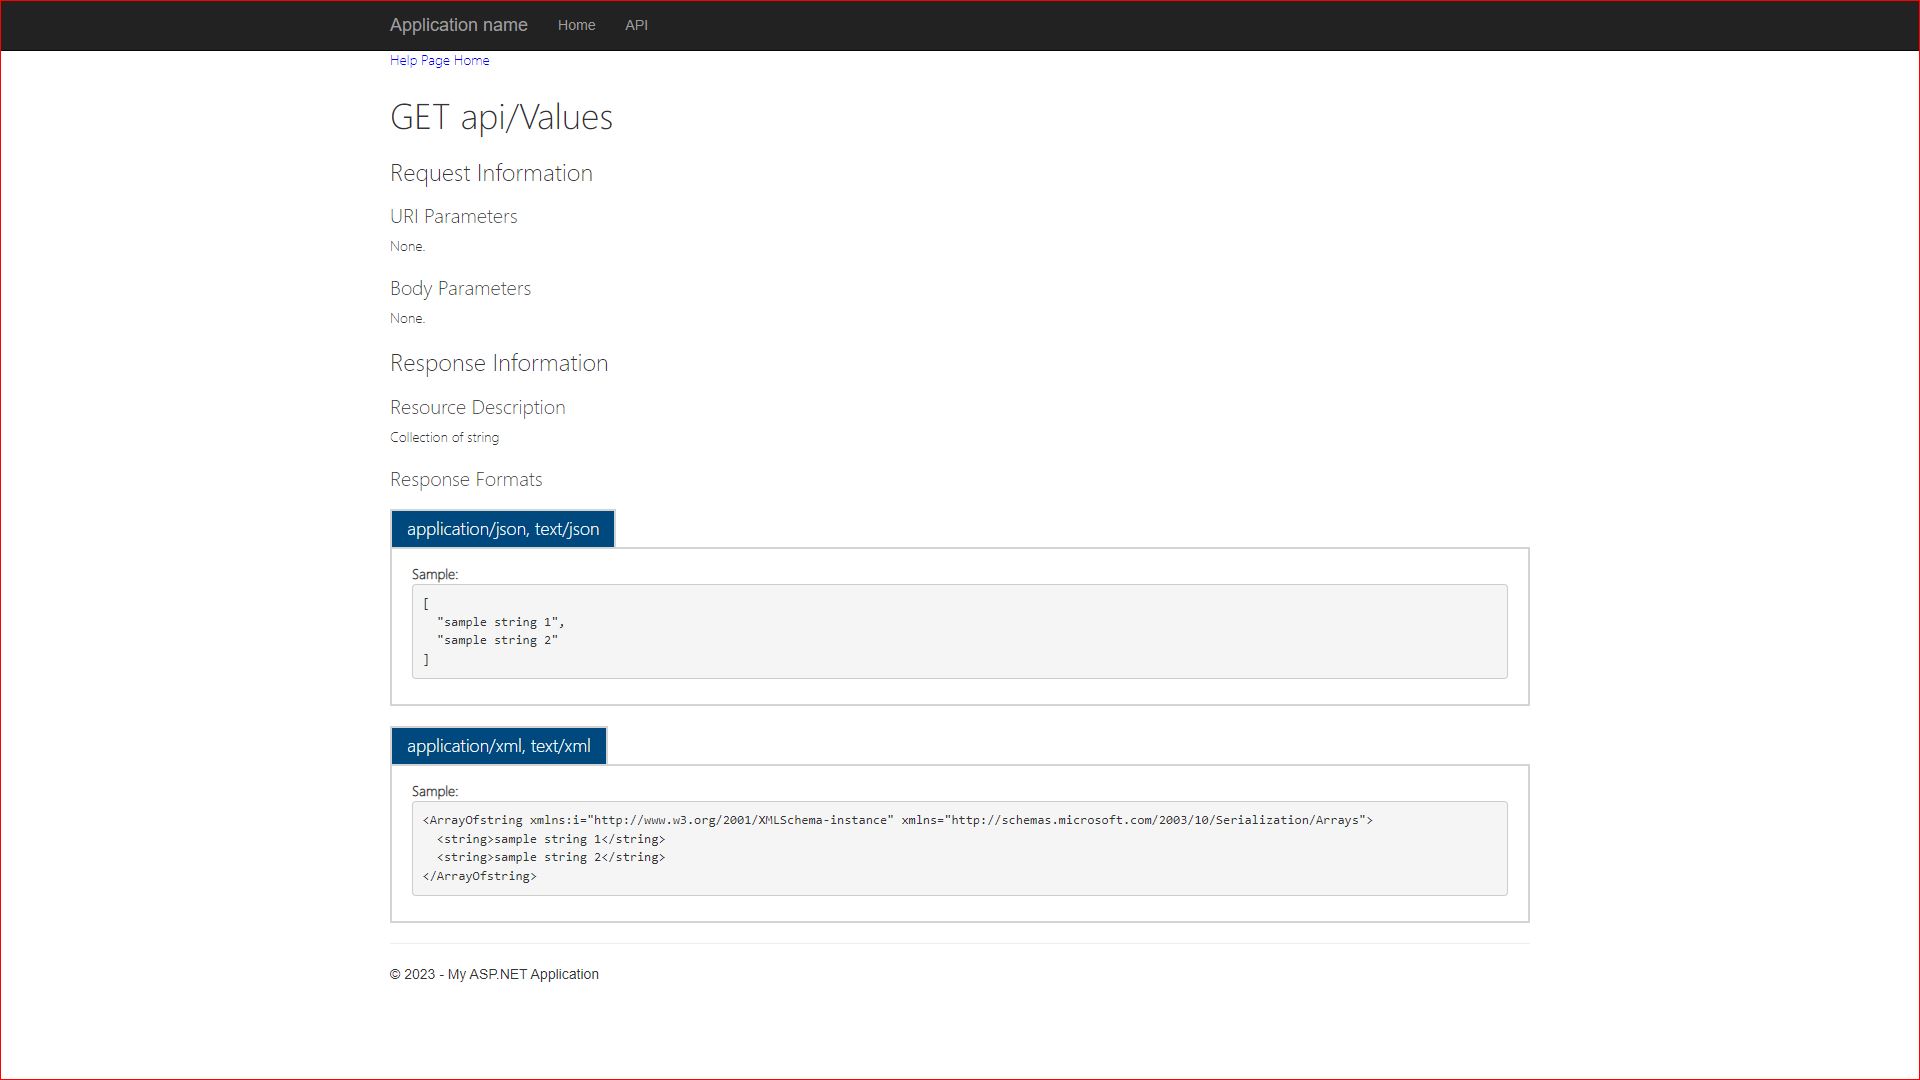 Application name Home API
Help Page Home
GET api/Values
Request Information
URI Parameters
None.
Body Parameters
None.
Response Information
Resource Description
Collection of string
Response Formats
application/json, text/json
Sample:
[
  "sample string 1",
  "sample string 2"
]
application/xml, text/xml
Sample:
<ArrayOfstring xmlns:i="http://www.w3.org/2001/XMLSchema-instance" xmlns="http://schemas.microsoft.com/2003/10/Serialization/Arrays">
  <string>sample string 1</string>
  <string>sample string 2</string>
</ArrayOfstring>
© 2023 - My ASP.NET Application